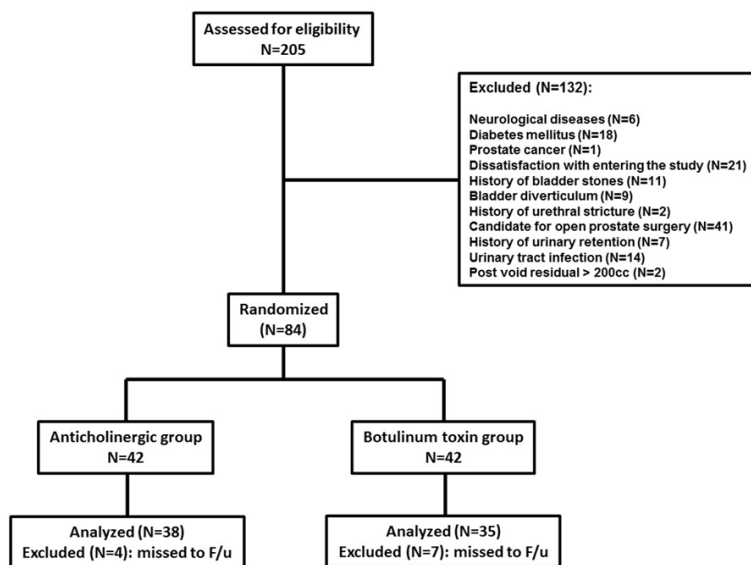 Assessed for eligibility
N=205
Excluded (N=132):
Neurological diseases (N=6)
Diabetes mellitus (N=18)
Prostate cancer (N=1)
Dissatisfaction with entering the study (N=21)
History of bladder stones (N=11)
Bladder diverticulum (N=9)
History of urethral stricture (N=2)
Candidate for open prostate surgery (N=41)
History of urinary retention (N=7)
Urinary tract infection (N=14)
Post void residual > 200cc (N=2)
Randomized
(N=84)
Anticholinergic group
N=42
Botulinum toxin group
N=42
Analyzed (N=38)
Excluded (N=4): missed to F/u
Analyzed (N=35)
Excluded (N=7): missed to F/u